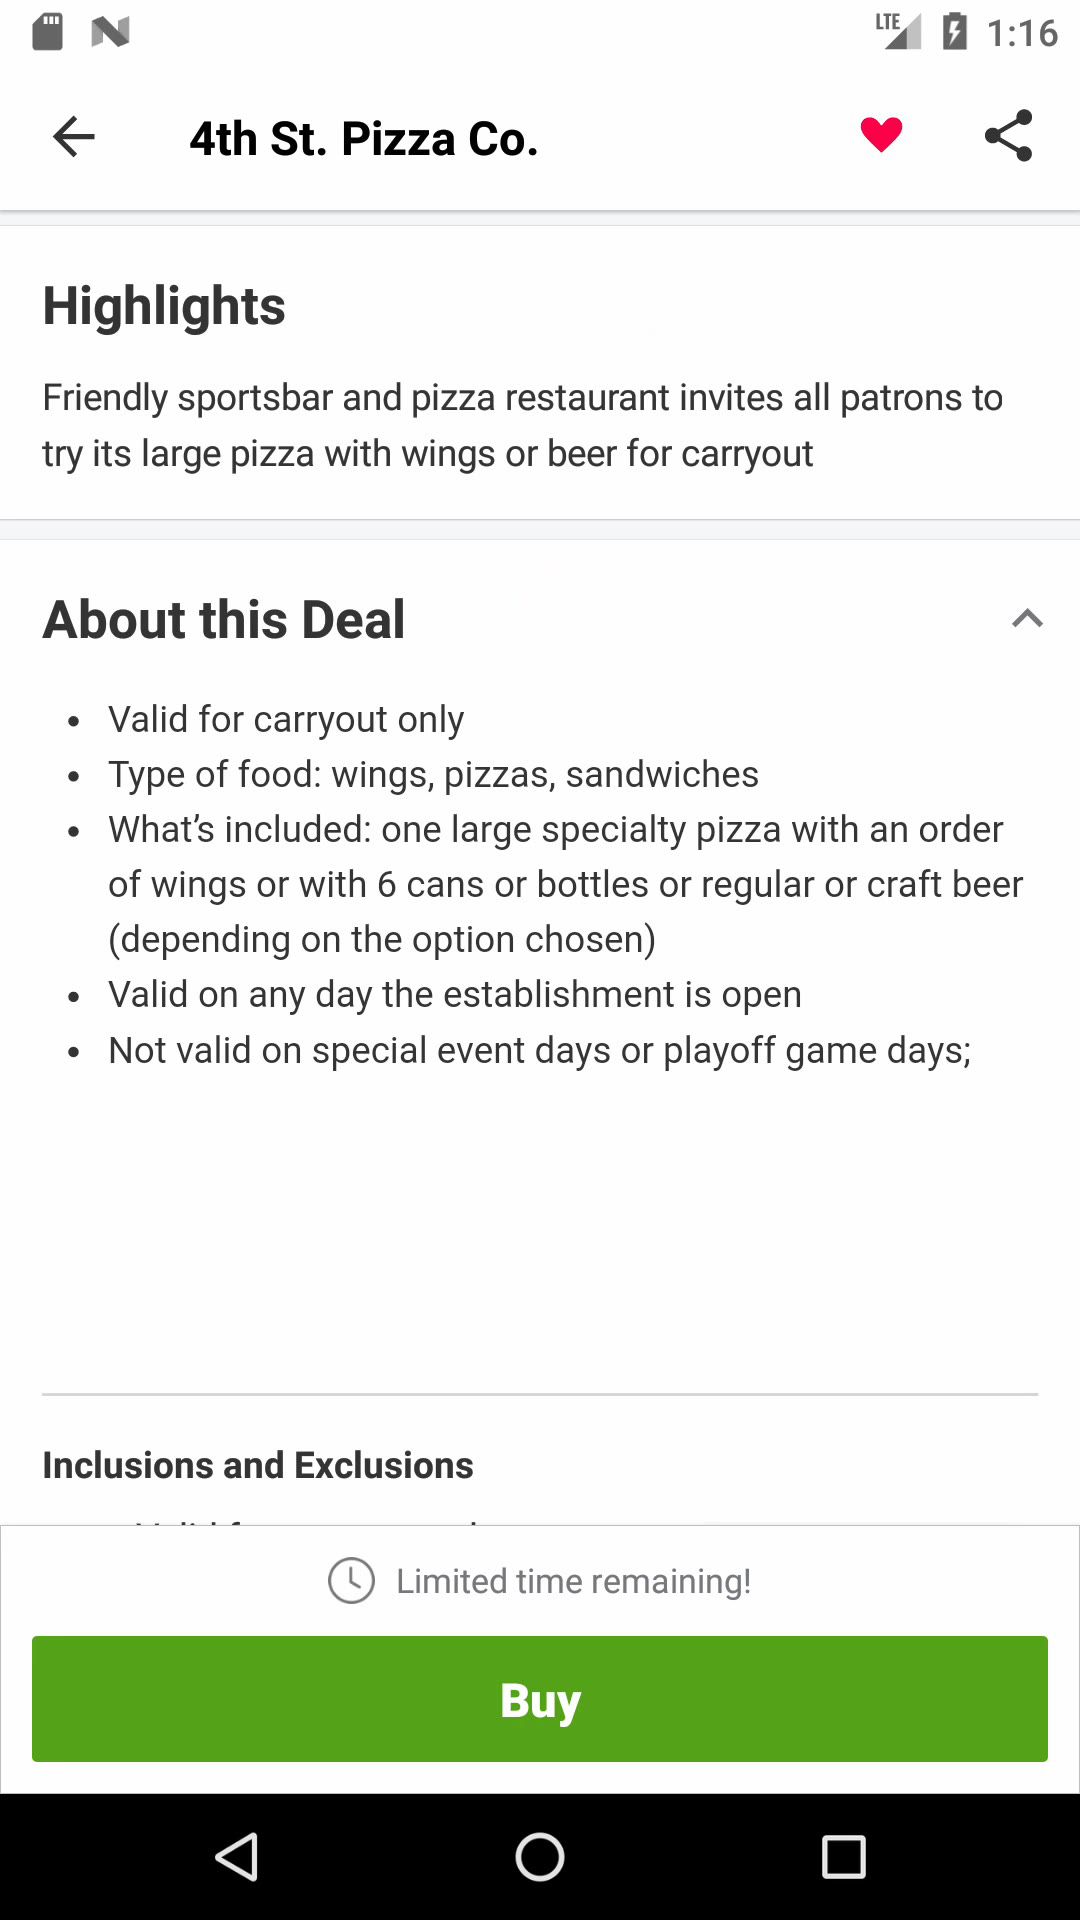 LTE 1:16
4th St. Pizza Co.
Highlights
Friendly sportsbar and pizza restaurant invites all patrons to
try its large pizza with wings or beer for carryout
About this Deal
• Valid for carryout only
• Type of food: wings, pizzas, sandwiches
• What’s included: one large specialty pizza with an order
of wings or with 6 cans or bottles or regular or craft beer
(depending on the option chosen)
• Valid on any day the establishment is open
• Not valid on special event days or playoff game days;
Inclusions and Exclusions
Limited time remaining!
Buy